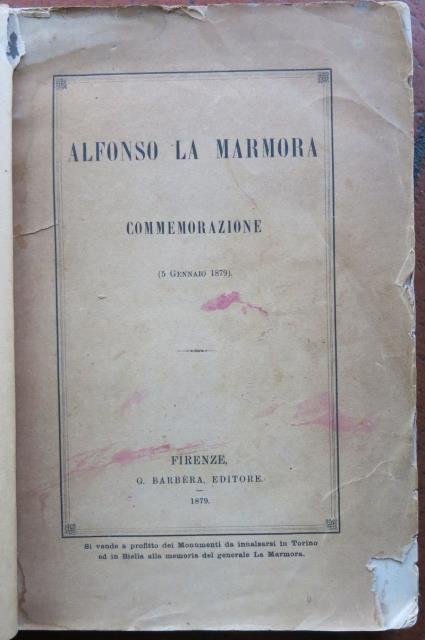 ALFONSO LA MARMORA
COMMEMORAZIONE
(5 GENNAIO 1879).
FIRENZE,
G. BARBÈRA, EDITORE.
1879.
Si vende a profitto dei Monumenti da innalzarsi in Torino
ed in Biella alla memoria del generale La Marmora.